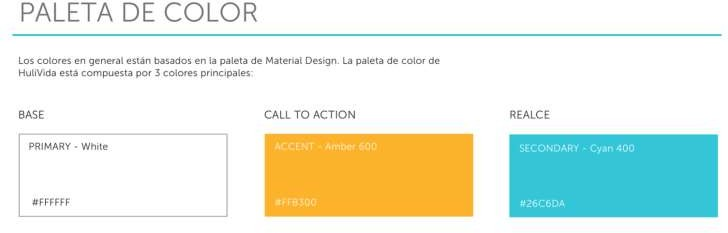 PALETA DE COLOR
Los colores en general están basados en la paleta de Material Design. La paleta de color de
HuliVida está compuesta por 3 colores principales:
BASE
CALL TO ACTION
REALCE
PRIMARY - White
ACCENT - Amber 600
SECONDARY - Cyan 400
#FFFFFF
#FFB300
#26C6DA